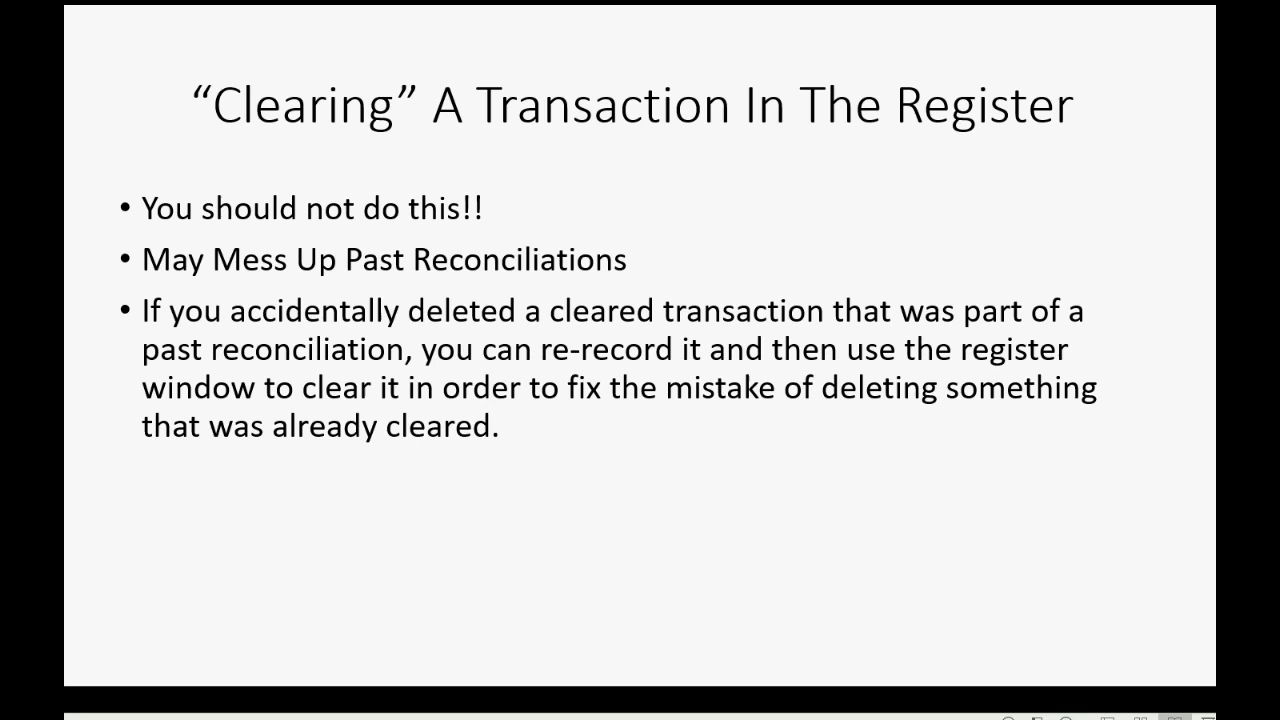 “Clearing” A Transaction In The Register
• You should not do this!!
• May Mess Up Past Reconciliations
• If you accidentally deleted a cleared transaction that was part of a
past reconciliation, you can re-record it and then use the register
window to clear it in order to fix the mistake of deleting something
that was already cleared.